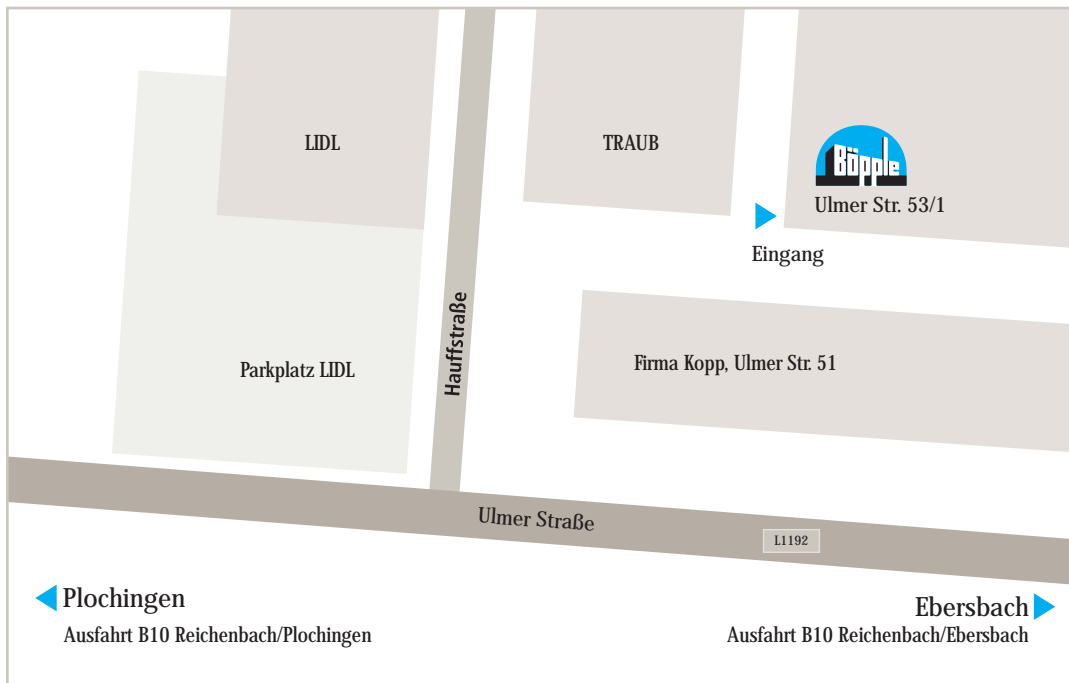 LIDL
TRAUB
Böpple
Ulmer Str. 53/1
Eingang
Hauffstraße
Parkplatz LIDL
Firma Kopp, Ulmer Str. 51
Ulmer Straße
L1192
Plochingen
Ausfahrt B10 Reichenbach/Plochingen
Ebersbach
Ausfahrt B10 Reichenbach/Ebersbach